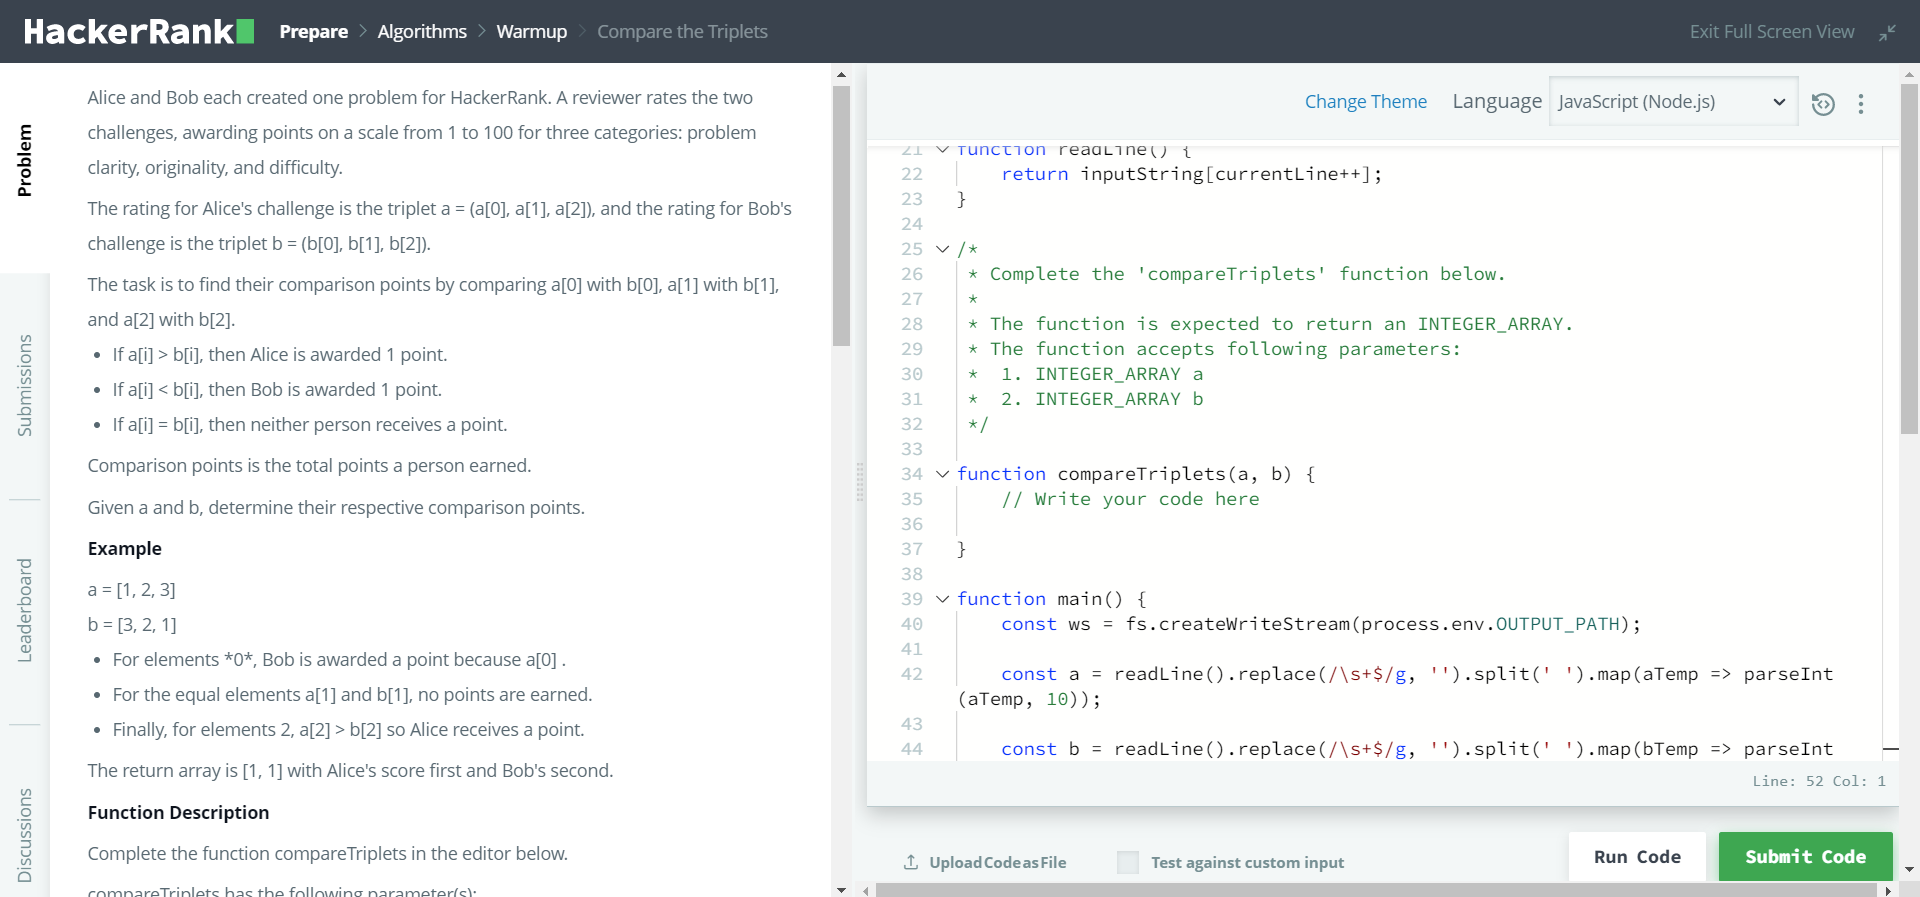 HackerRank
Prepare > Algorithms > Warmup > Compare the Triplets
Exit Full Screen View
Problem
Submissions
Leaderboard
Discussions
Alice and Bob each created one problem for HackerRank. A reviewer rates the two
challenges, awarding points on a scale from 1 to 100 for three categories: problem
clarity, originality, and difficulty.
The rating for Alice's challenge is the triplet a = (a[0], a[1], a[2]), and the rating for Bob's
challenge is the triplet b = (b[0], b[1], b[2]).
The task is to find their comparison points by comparing a[0] with b[0], a[1] with b[1],
and a[2] with b[2].
• If a[i] > b[i], then Alice is awarded 1 point.
• If a[i] < b[i], then Bob is awarded 1 point.
• If a[i] = b[i], then neither person receives a point.
Comparison points is the total points a person earned.
Given a and b, determine their respective comparison points.
Example
a = [1, 2, 3]
b = [3, 2, 1]
• For elements *0*, Bob is awarded a point because a[0] .
• For the equal elements a[1] and b[1], no points are earned.
• Finally, for elements 2, a[2] > b[2] so Alice receives a point.
The return array is [1, 1] with Alice's score first and Bob's second.
Function Description
Complete the function compareTriplets in the editor below.
compareTriplets has the following parameter(s):
Change Theme Language JavaScript (Node.js)
21 function readLine() {
22     return inputString[currentLine++];
23 }
24
25 /*
26  * Complete the 'compareTriplets' function below.
27  *
28  * The function is expected to return an INTEGER_ARRAY.
29  * The function accepts following parameters:
30  *  1. INTEGER_ARRAY a
31  *  2. INTEGER_ARRAY b
32  */
33
34 function compareTriplets(a, b) {
35     // Write your code here
36
37 }
38
39 function main() {
40     const ws = fs.createWriteStream(process.env.OUTPUT_PATH);
41
42     const a = readLine().replace(/\s+$/g, '').split(' ').map(aTemp => parseInt
(aTemp, 10));
43
44     const b = readLine().replace(/\s+$/g, '').split(' ').map(bTemp => parseInt
Line: 52 Col: 1
Upload Code as File
Test against custom input
Run Code
Submit Code